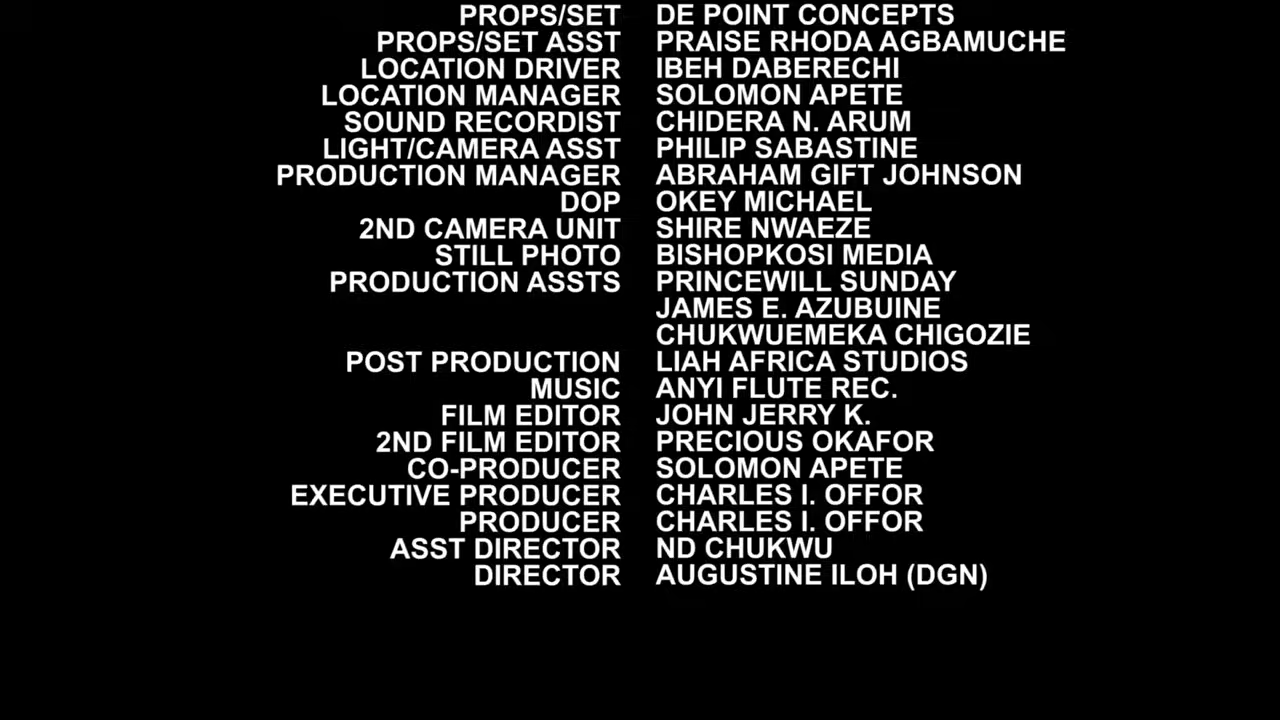 PROPS/SET DE POINT CONCEPTS
PROPS/SET ASST PRAISE RHODA AGBAMUCHE
LOCATION DRIVER IBEH DABERECHI
LOCATION MANAGER SOLOMON APETE
SOUND RECORDIST CHIDERA N. ARUM
LIGHT/CAMERA ASST PHILIP SABASTINE
PRODUCTION MANAGER ABRAHAM GIFT JOHNSON
DOP OKEY MICHAEL
2ND CAMERA UNIT SHIRE NWAEZE
STILL PHOTO BISHOPKOSI MEDIA
PRODUCTION ASSTS PRINCEWILL SUNDAY
JAMES E. AZUBUINE
CHUKWUEMEKA CHIGOZIE
POST PRODUCTION LIAH AFRICA STUDIOS
MUSIC ANYI FLUTE REC.
FILM EDITOR JOHN JERRY K.
2ND FILM EDITOR PRECIOUS OKAFOR
CO-PRODUCER SOLOMON APETE
EXECUTIVE PRODUCER CHARLES I. OFFOR
PRODUCER CHARLES I. OFFOR
ASST DIRECTOR ND CHUKWU
DIRECTOR AUGUSTINE ILOH (DGN)